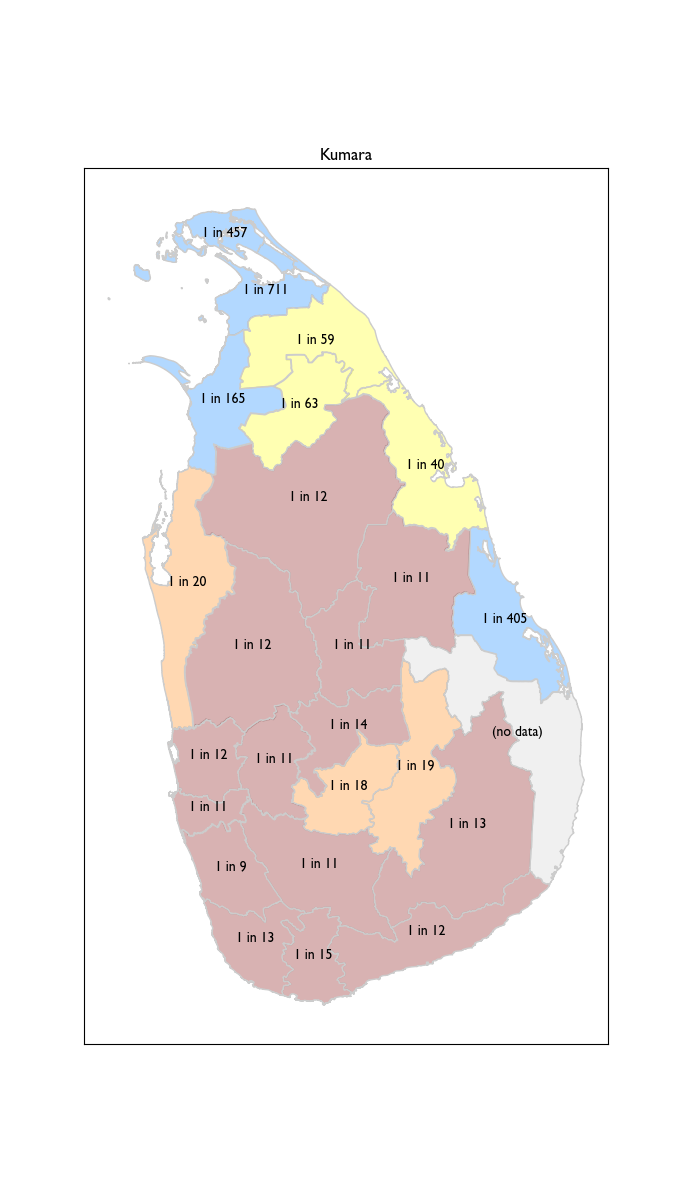 Kumara
1 in 457
1 in 711
1 in 59
1 in 165
1 in 63
1 in 40
1 in 12
1 in 20
1 in 11
1 in 405
1 in 12
1 in 11
1 in 14
(no data)
1 in 12
1 in 11
1 in 19
1 in 18
1 in 11
1 in 13
1 in 9
1 in 11
1 in 13
1 in 12
1 in 15